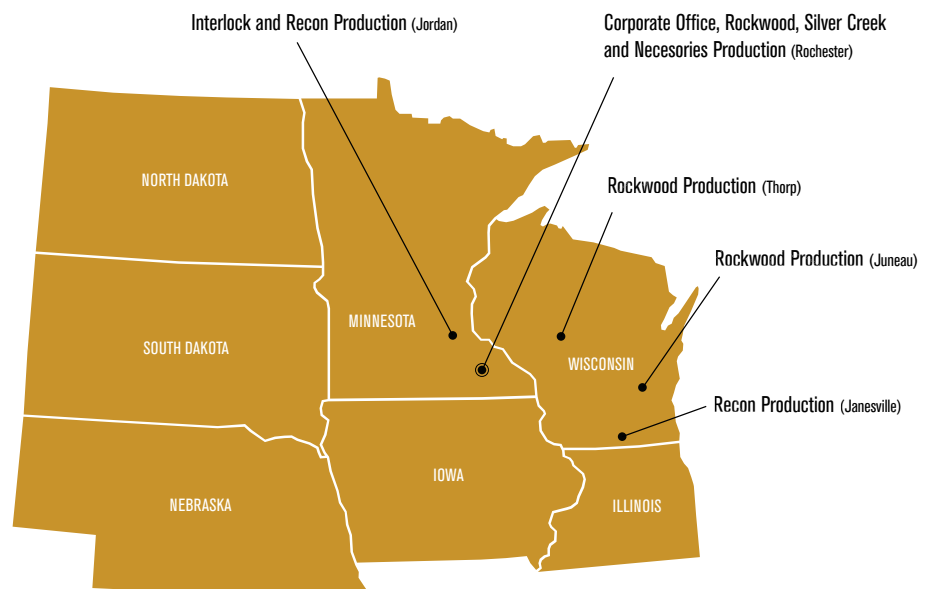 Interlock and Recon Production (Jordan)
Corporate Office, Rockwood, Silver Creek
and Necesories Production (Rochester)
NORTH DAKOTA
Rockwood Production (Thorp)
Rockwood Production (Juneau)
MINNESOTA
SOUTH DAKOTA
WISCONSIN
Recon Production (Janesville)
IOWA
NEBRASKA
ILLINOIS